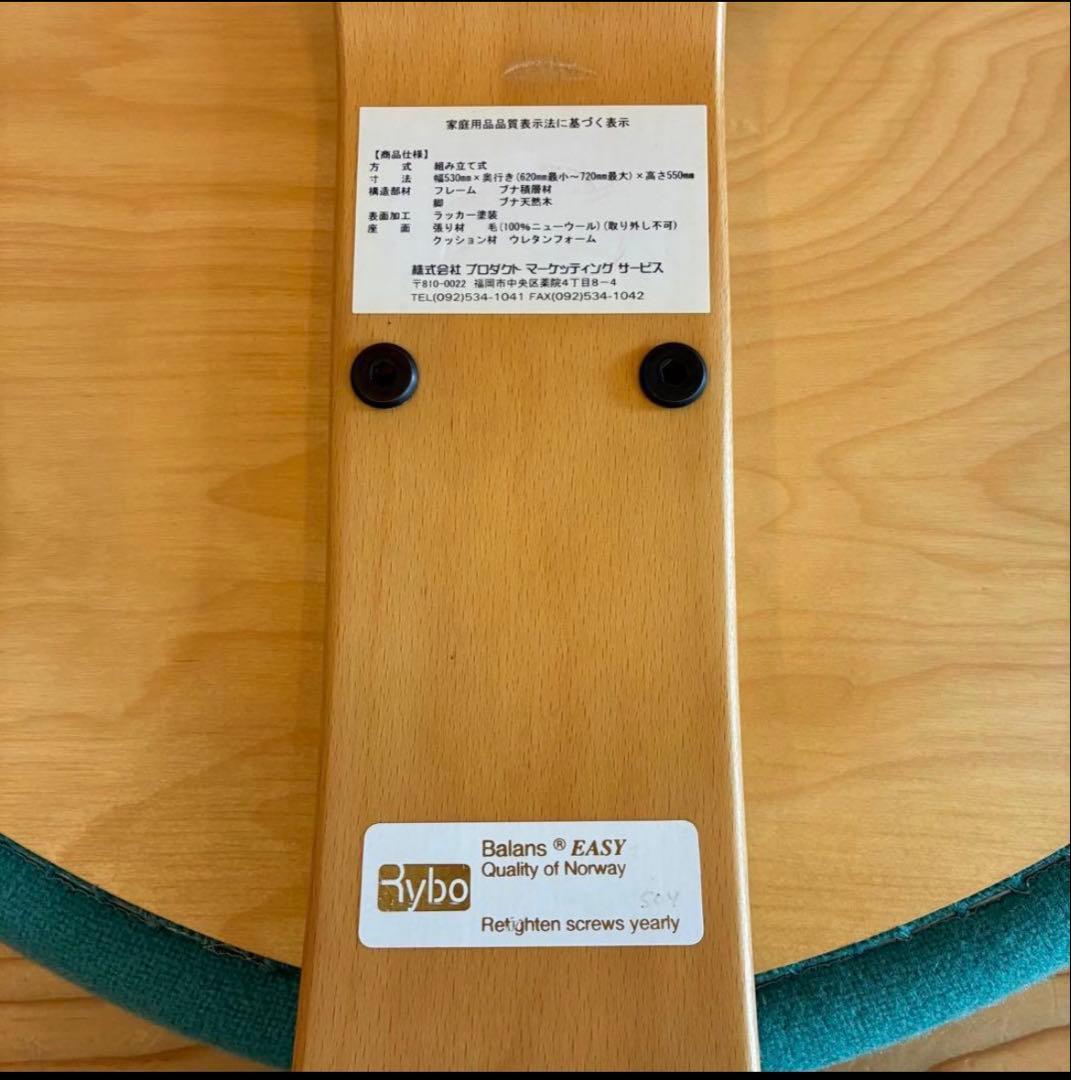 家庭用品品質表示法に基づく表示
【商品仕様】
方　式　組み立て式
寸　法　幅530mm×奥行き(620mm最小〜720mm最大)×高さ550mm
構造部材　フレーム　ブナ積層材
脚　ブナ天然木
表面加工　ラッカー塗装
座　面　張り材　毛(100%ニューウール)(取り外し不可)
クッション材　ウレタンフォーム
株式会社 プロダクト マーケッティング サービス
〒810-0022 福岡市中央区薬院4丁目8-4
TEL(092)534-1041 FAX(092)534-1042
Rybo
Balans ® EASY
Quality of Norway
Retighten screws yearly